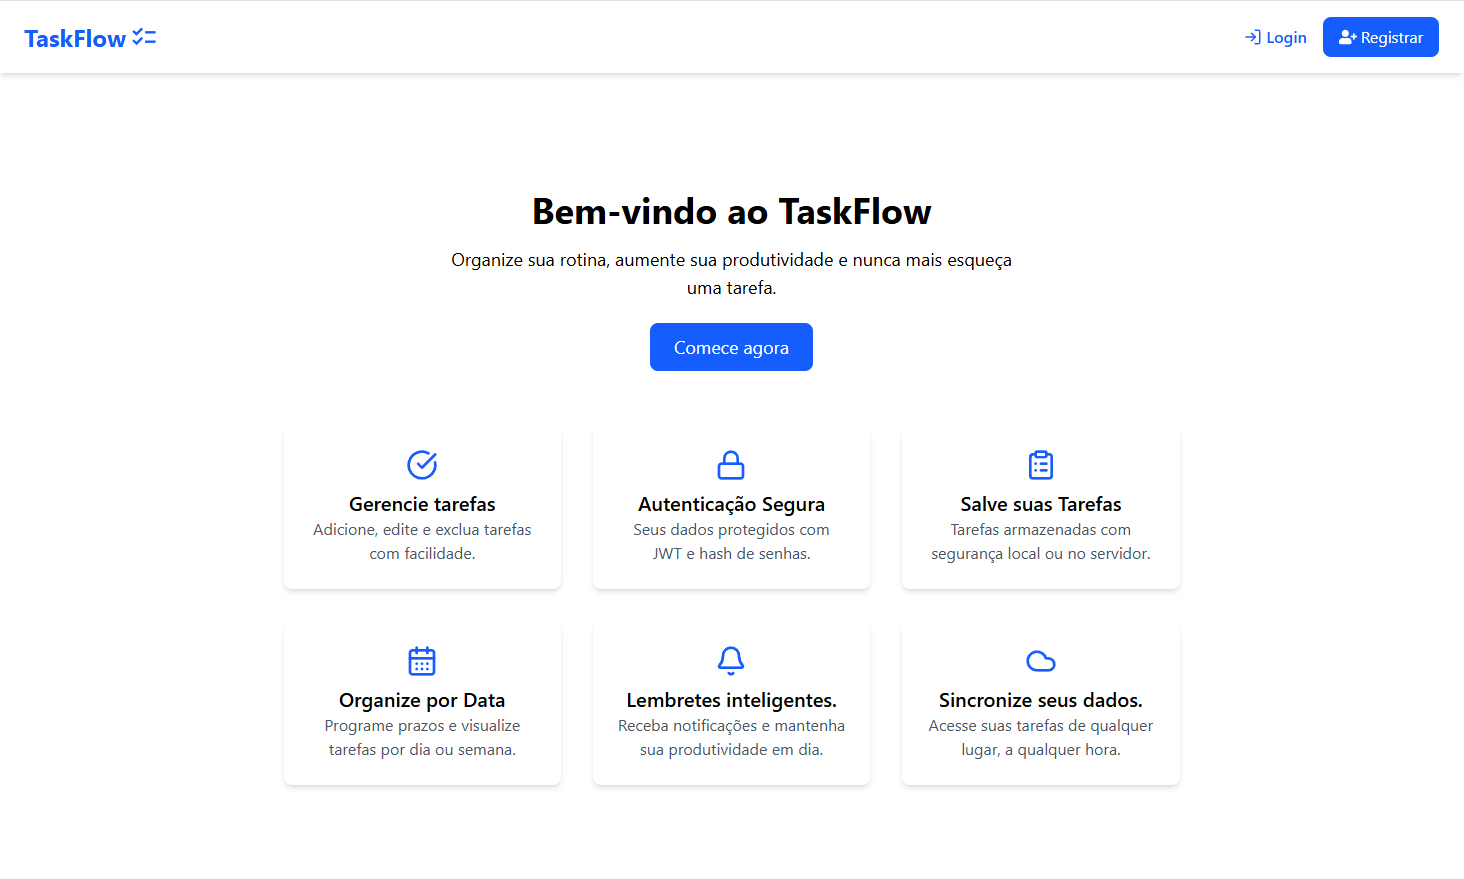 TaskFlow
Login
Registrar
Bem-vindo ao TaskFlow
Organize sua rotina, aumente sua produtividade e nunca mais esqueça
uma tarefa.
Comece agora
Gerencie tarefas
Adicione, edite e exclua tarefas
com facilidade.
Autenticação Segura
Seus dados protegidos com
JWT e hash de senhas.
Salve suas Tarefas
Tarefas armazenadas com
segurança local ou no servidor.
Organize por Data
Programe prazos e visualize
tarefas por dia ou semana.
Lembretes inteligentes.
Receba notificações e mantenha
sua produtividade em dia.
Sincronize seus dados.
Acesse suas tarefas de qualquer
lugar, a qualquer hora.